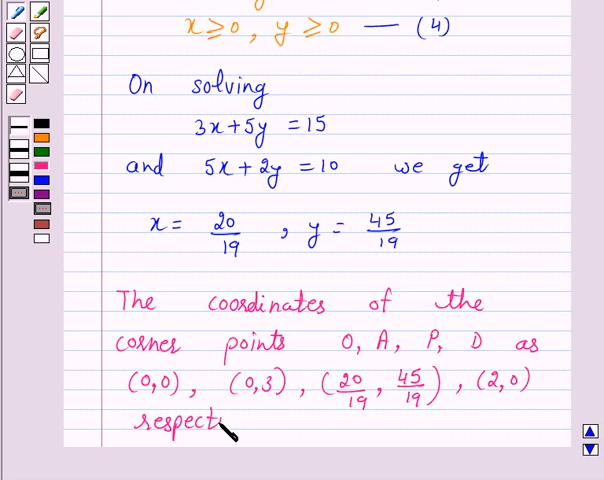 x ≥ 0 , y ≥ 0 — (4)
On solving
3x+5y = 15
and 5x + 2y = 10 we get
x = 20/19 , y = 45/19
The coordinates of the
corner points O, A, P, D as
(0,0) , (0,3) , (20/19 , 45/19) , (2,0)
respect